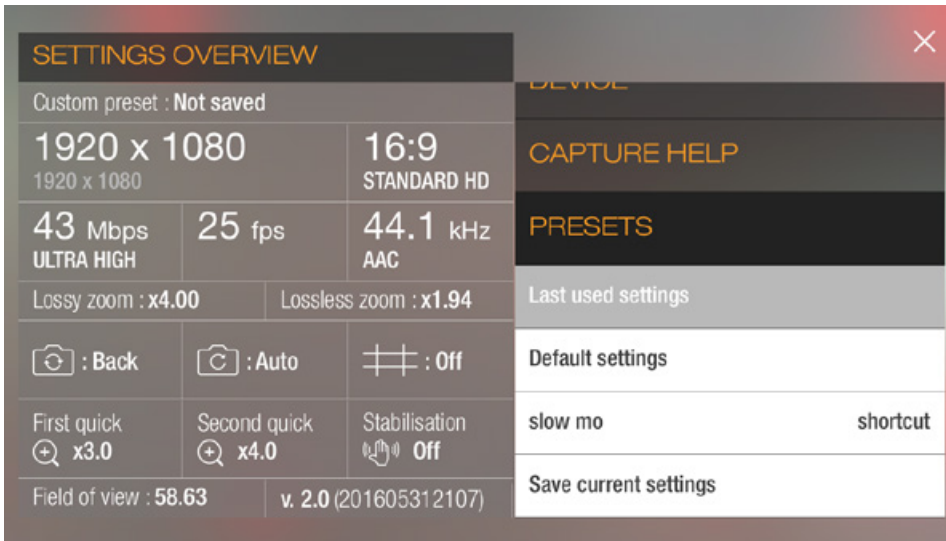 SETTINGS OVERVIEW
Custom preset : Not saved
1920 x 1080
1920 x 1080
16:9
STANDARD HD
43 Mbps
ULTRA HIGH
25 fps
44.1 kHz
AAC
Lossy zoom : x4.00
Lossless zoom : x1.94
: Back
: Auto
: Off
First quick
x3.0
Second quick
x4.0
Stabilisation
Off
Field of view : 58.63
v. 2.0 (201605312107)
DEVICE
CAPTURE HELP
PRESETS
Last used settings
Default settings
slow mo shortcut
Save current settings